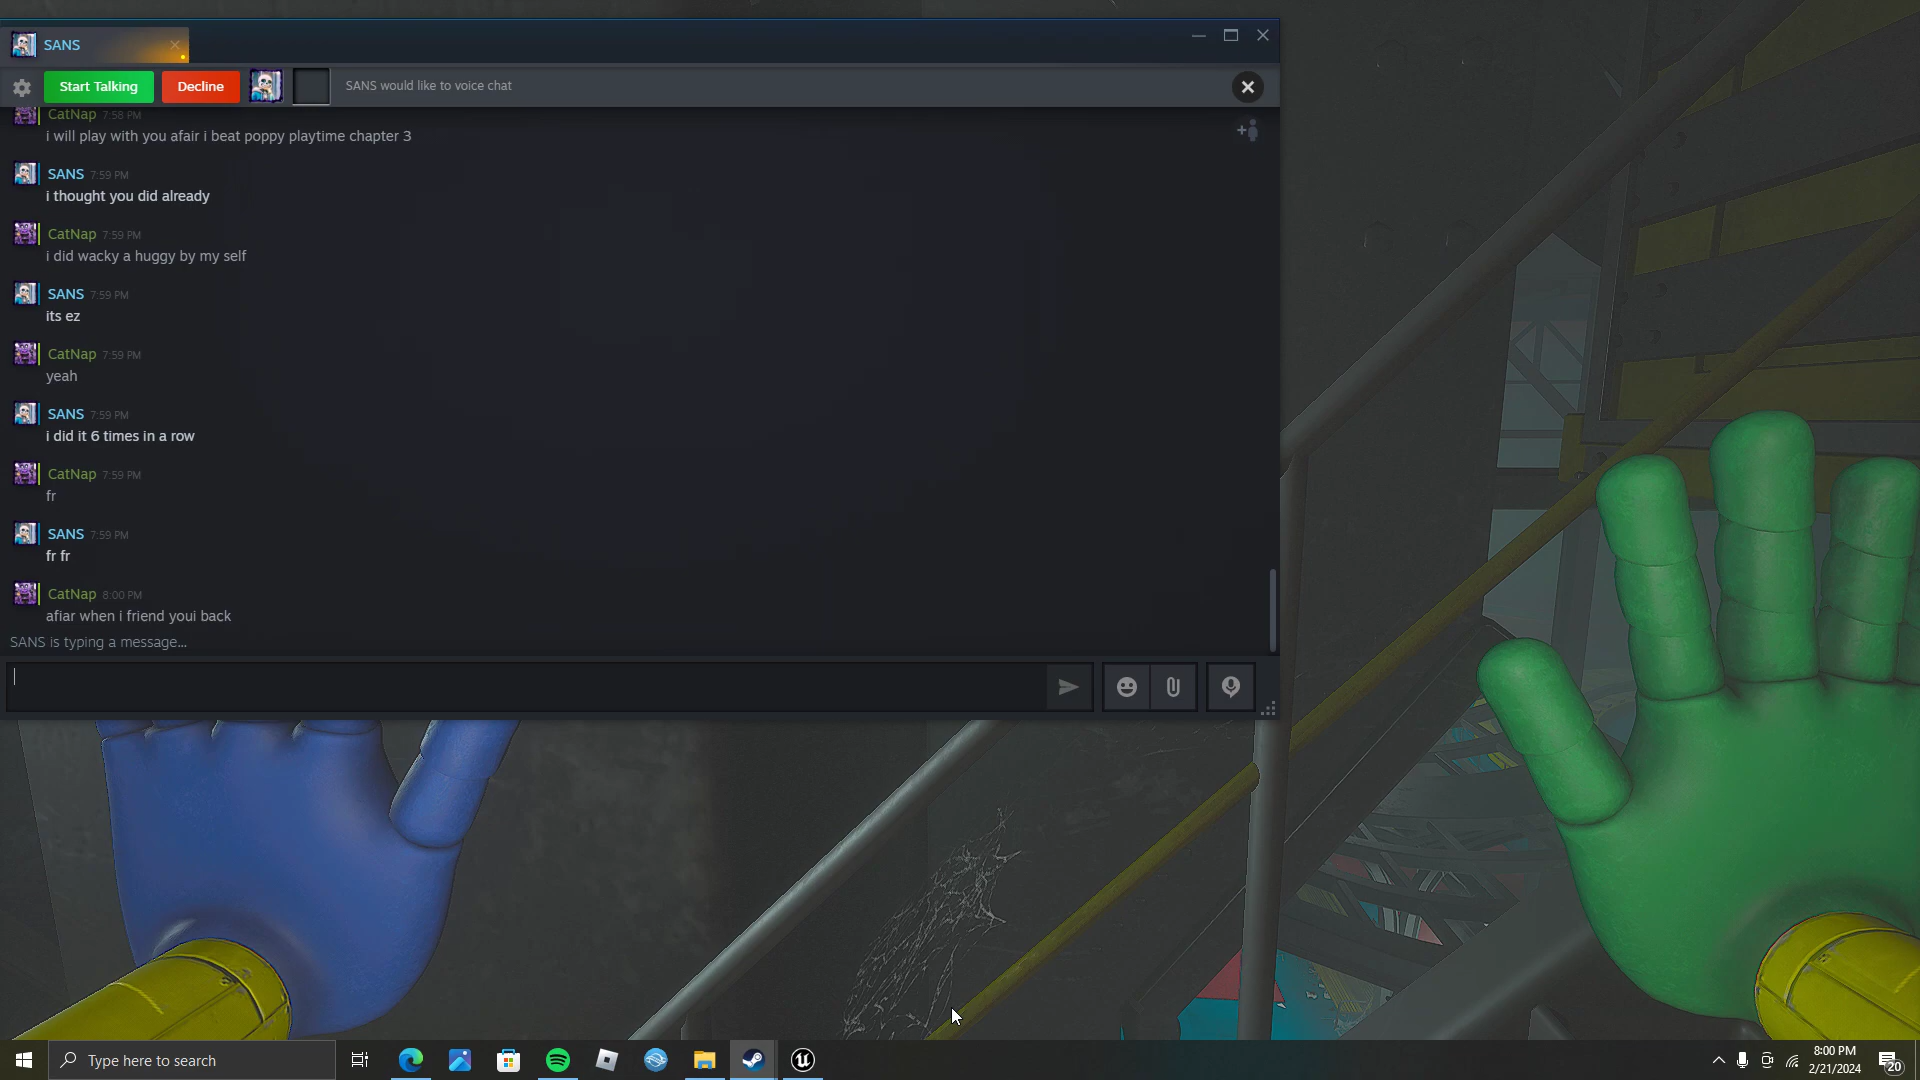 SANS
Start Talking
Decline
SANS would like to voice chat
CatNap 7:58 PM
i will play with you afair i beat poppy playtime chapter 3
SANS 7:59 PM
i thought you did already
CatNap 7:59 PM
i did wacky a huggy by my self
SANS 7:59 PM
its ez
CatNap 7:59 PM
yeah
SANS 7:59 PM
i did it 6 times in a row
CatNap 7:59 PM
fr
SANS 7:59 PM
fr fr
CatNap 8:00 PM
afiar when i friend youi back
SANS is typing a message...
Type here to search
8:00 PM
2/21/2024
20